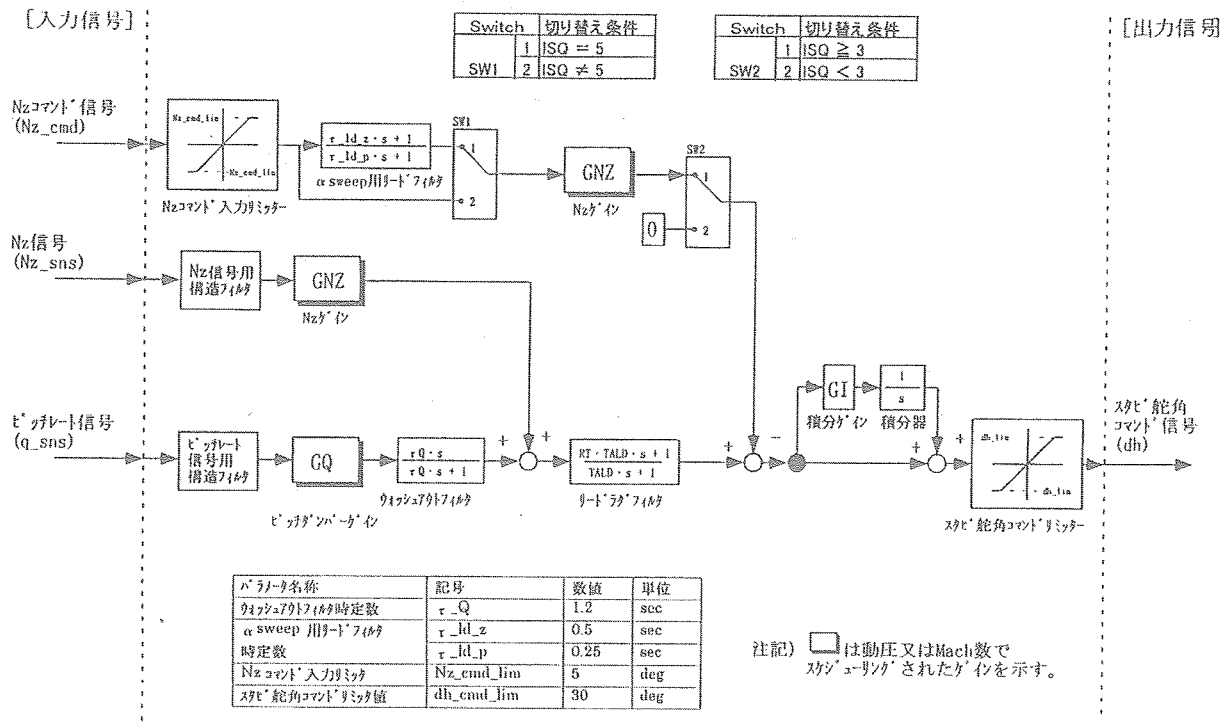 [入力信号]
[出力信号]
Switch 切り替え条件
SW1 1 ISQ = 5
2 ISQ ≠ 5
Switch 切り替え条件
SW2 1 ISQ ≧ 3
2 ISQ < 3
Nzコマンド信号
(Nz_cmd)
Nz_cmd_lim
-Nz_cmd_lim
Nzコマンド入力リミッター
τ_ld_z・s + 1
τ_ld_p・s + 1
α sweep用リードフィルタ
SW1
1
2
GNZ
Nzゲイン
SW2
1
0
2
Nz信号
(Nz_sns)
Nz信号用
構造フィルタ
GNZ
Nzゲイン
ピッチレート信号
(q_sns)
ピッチレート
信号用
構造フィルタ
GQ
ピッチダンパーゲイン
τQ・s
τQ・s + 1
ウォッシュアウトフィルタ
+
+
RT・TALD・s + 1
TALD・s + 1
リードラグフィルタ
+
-
GI
積分ゲイン
1
s
積分器
+
+
dh_lim
-dh_lim
スタビ舵角コマンドリミッター
スタビ舵角
コマンド信号
(dh)
パラメータ名称 記号 数値 単位
ウォッシュアウトフィルタ時定数 τ_Q 1.2 sec
α sweep 用リードフィルタ τ_ld_z 0.5 sec
時定数 τ_ld_p 0.25 sec
Nzコマンド入力リミッタ Nz_cmd_lim 5 deg
スタビ舵角コマンドリミッタ値 dh_cmd_lim 30 deg
注記) は動圧又はMach数で
スケジューリングされたゲインを示す。